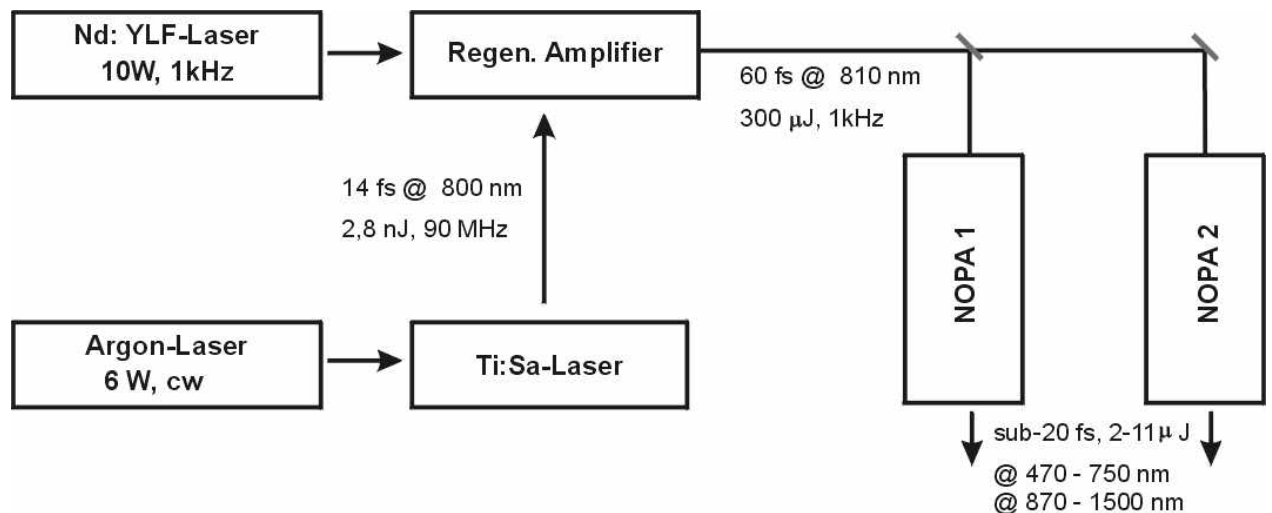 Nd: YLF-Laser
10W, 1kHz
Regen. Amplifier
60 fs @ 810 nm
300 μJ, 1kHz
14 fs @ 800 nm
2,8 nJ, 90 MHz
NOPA 1
NOPA 2
Argon-Laser
6 W, cw
Ti:Sa-Laser
sub-20 fs, 2-11 μ J
@ 470 - 750 nm
@ 870 - 1500 nm